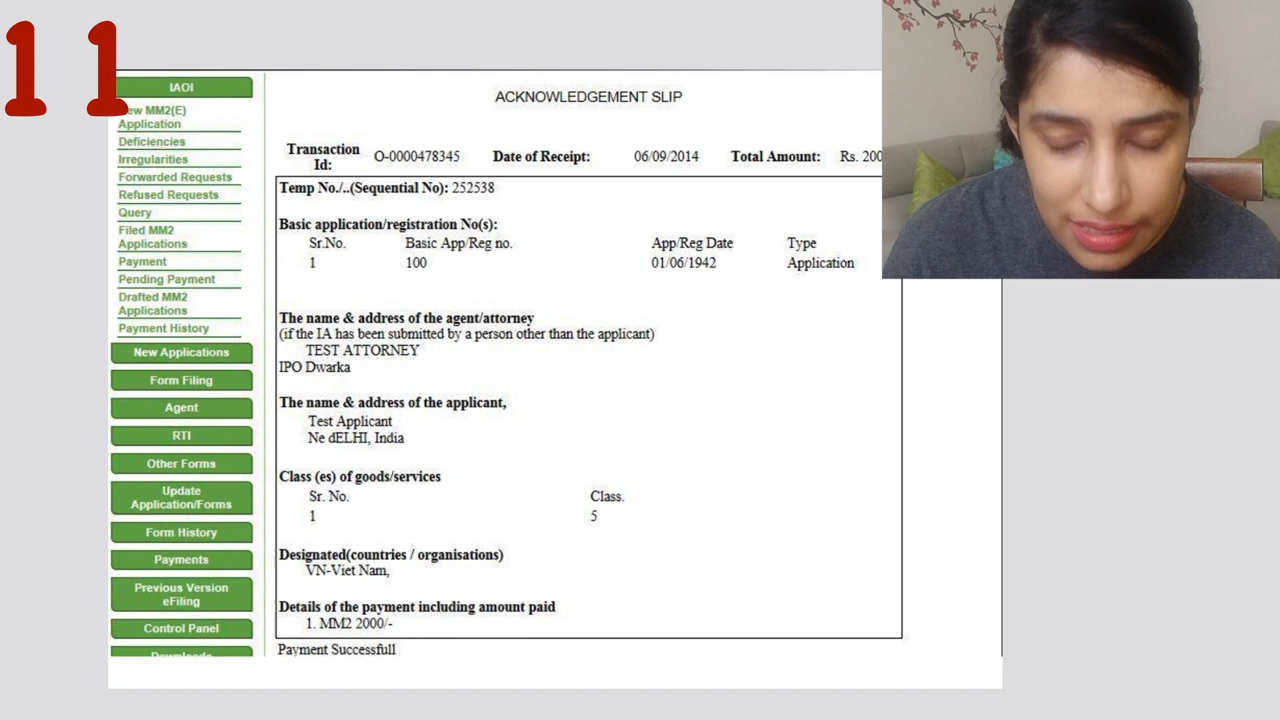 11
IAOI
ew MM2(E)
Application
Deficiencies
Irregularities
Forwarded Requests
Refused Requests
Query
Filed MM2
Applications
Payment
Pending Payment
Drafted MM2
Applications
Payment History
New Applications
Form Filing
Agent
RTI
Other Forms
Update
Application/Forms
Form History
Payments
Previous Version
eFiling
Control Panel
Downloads
ACKNOWLEDGEMENT SLIP
Transaction Id: O-0000478345 Date of Receipt: 06/09/2014 Total Amount: Rs. 200
Temp No./..(Sequential No): 252538
Basic application/registration No(s):
Sr.No. Basic App/Reg no. App/Reg Date Type
1 100 01/06/1942 Application
The name & address of the agent/attorney
(if the IA has been submitted by a person other than the applicant)
TEST ATTORNEY
IPO Dwarka
The name & address of the applicant,
Test Applicant
Ne dELHI, India
Class (es) of goods/services
Sr. No. Class.
1 5
Designated(countries / organisations)
VN-Viet Nam,
Details of the payment including amount paid
1. MM2 2000/-
Payment Successfull